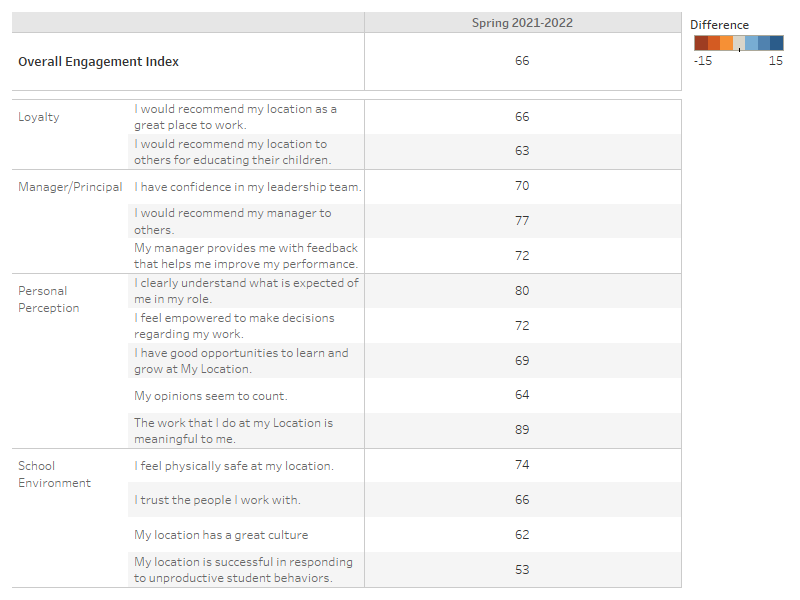 Spring 2021-2022
Difference
-15 15
Overall Engagement Index 66
Loyalty
I would recommend my location as a
great place to work.
66
I would recommend my location to
others for educating their children.
63
Manager/Principal I have confidence in my leadership team. 70
I would recommend my manager to
others.
77
My manager provides me with feedback
that helps me improve my performance.
72
Personal
Perception
I clearly understand what is expected of
me in my role.
80
I feel empowered to make decisions
regarding my work.
72
I have good opportunities to learn and
grow at My Location.
69
My opinions seem to count. 64
The work that I do at my Location is
meaningful to me.
89
School
Environment
I feel physically safe at my location. 74
I trust the people I work with. 66
My location has a great culture 62
My location is successful in responding
to unproductive student behaviors.
53